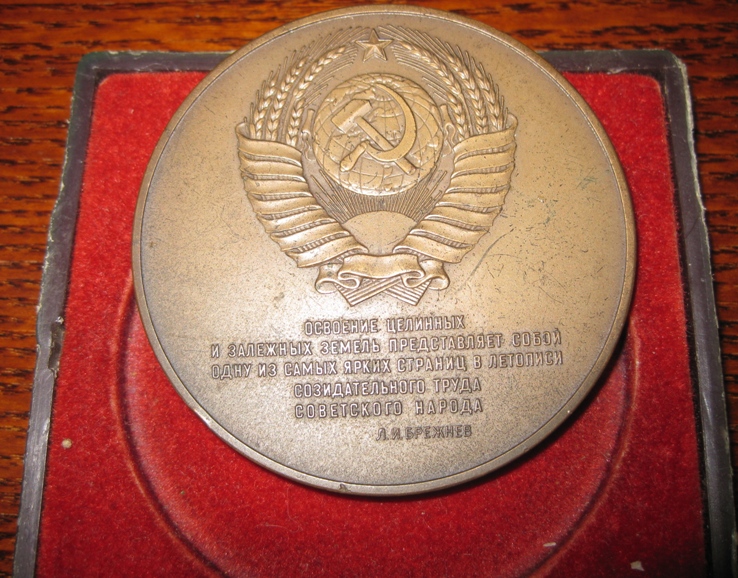 ОСВОЕНИЕ ЦЕЛИННЫХ
И ЗАЛЕЖНЫХ ЗЕМЕЛЬ ПРЕДСТАВЛЯЕТ СОБОЙ
ОДНУ ИЗ САМЫХ ЯРКИХ СТРАНИЦ В ЛЕТОПИСИ
СОЗИДАТЕЛЬНОГО ТРУДА
СОВЕТСКОГО НАРОДА
Л.И.БРЕЖНЕВ